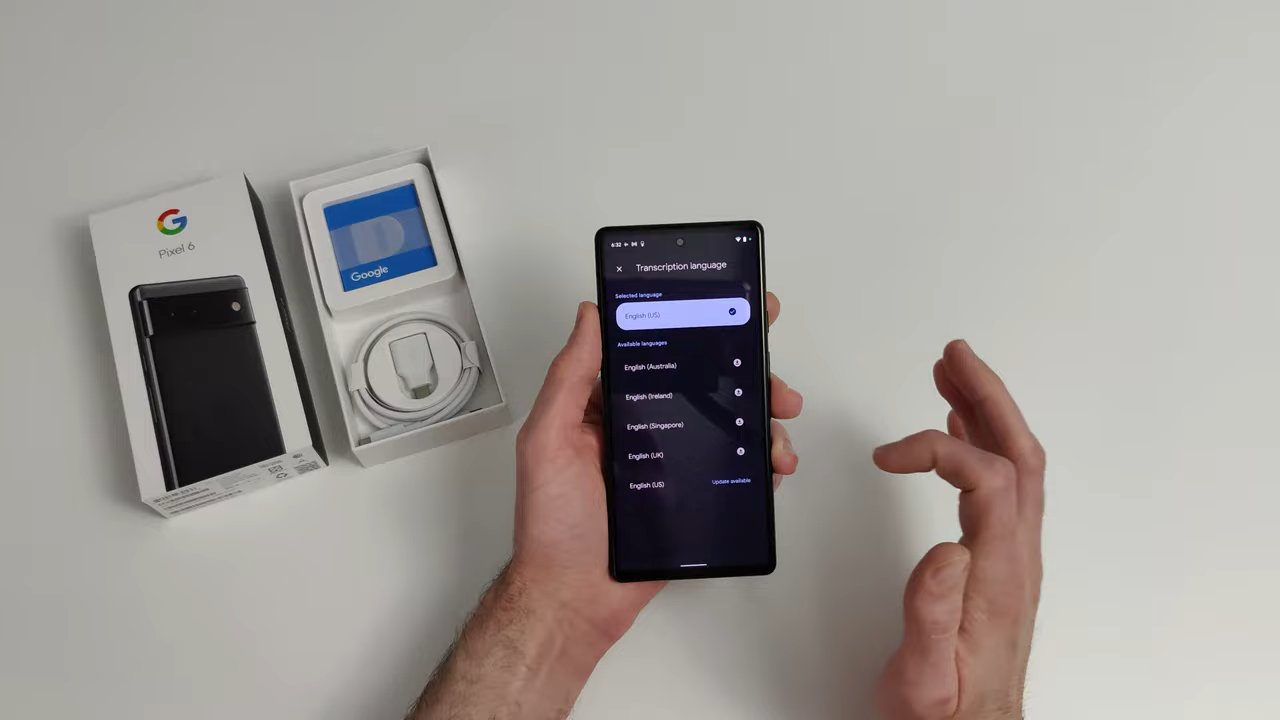 G
Pixel 6
Google
6:32
Transcription language
Selected language
English (US)
Available languages
English (Australia)
English (Ireland)
English (Singapore)
English (UK)
English (US)
Update available